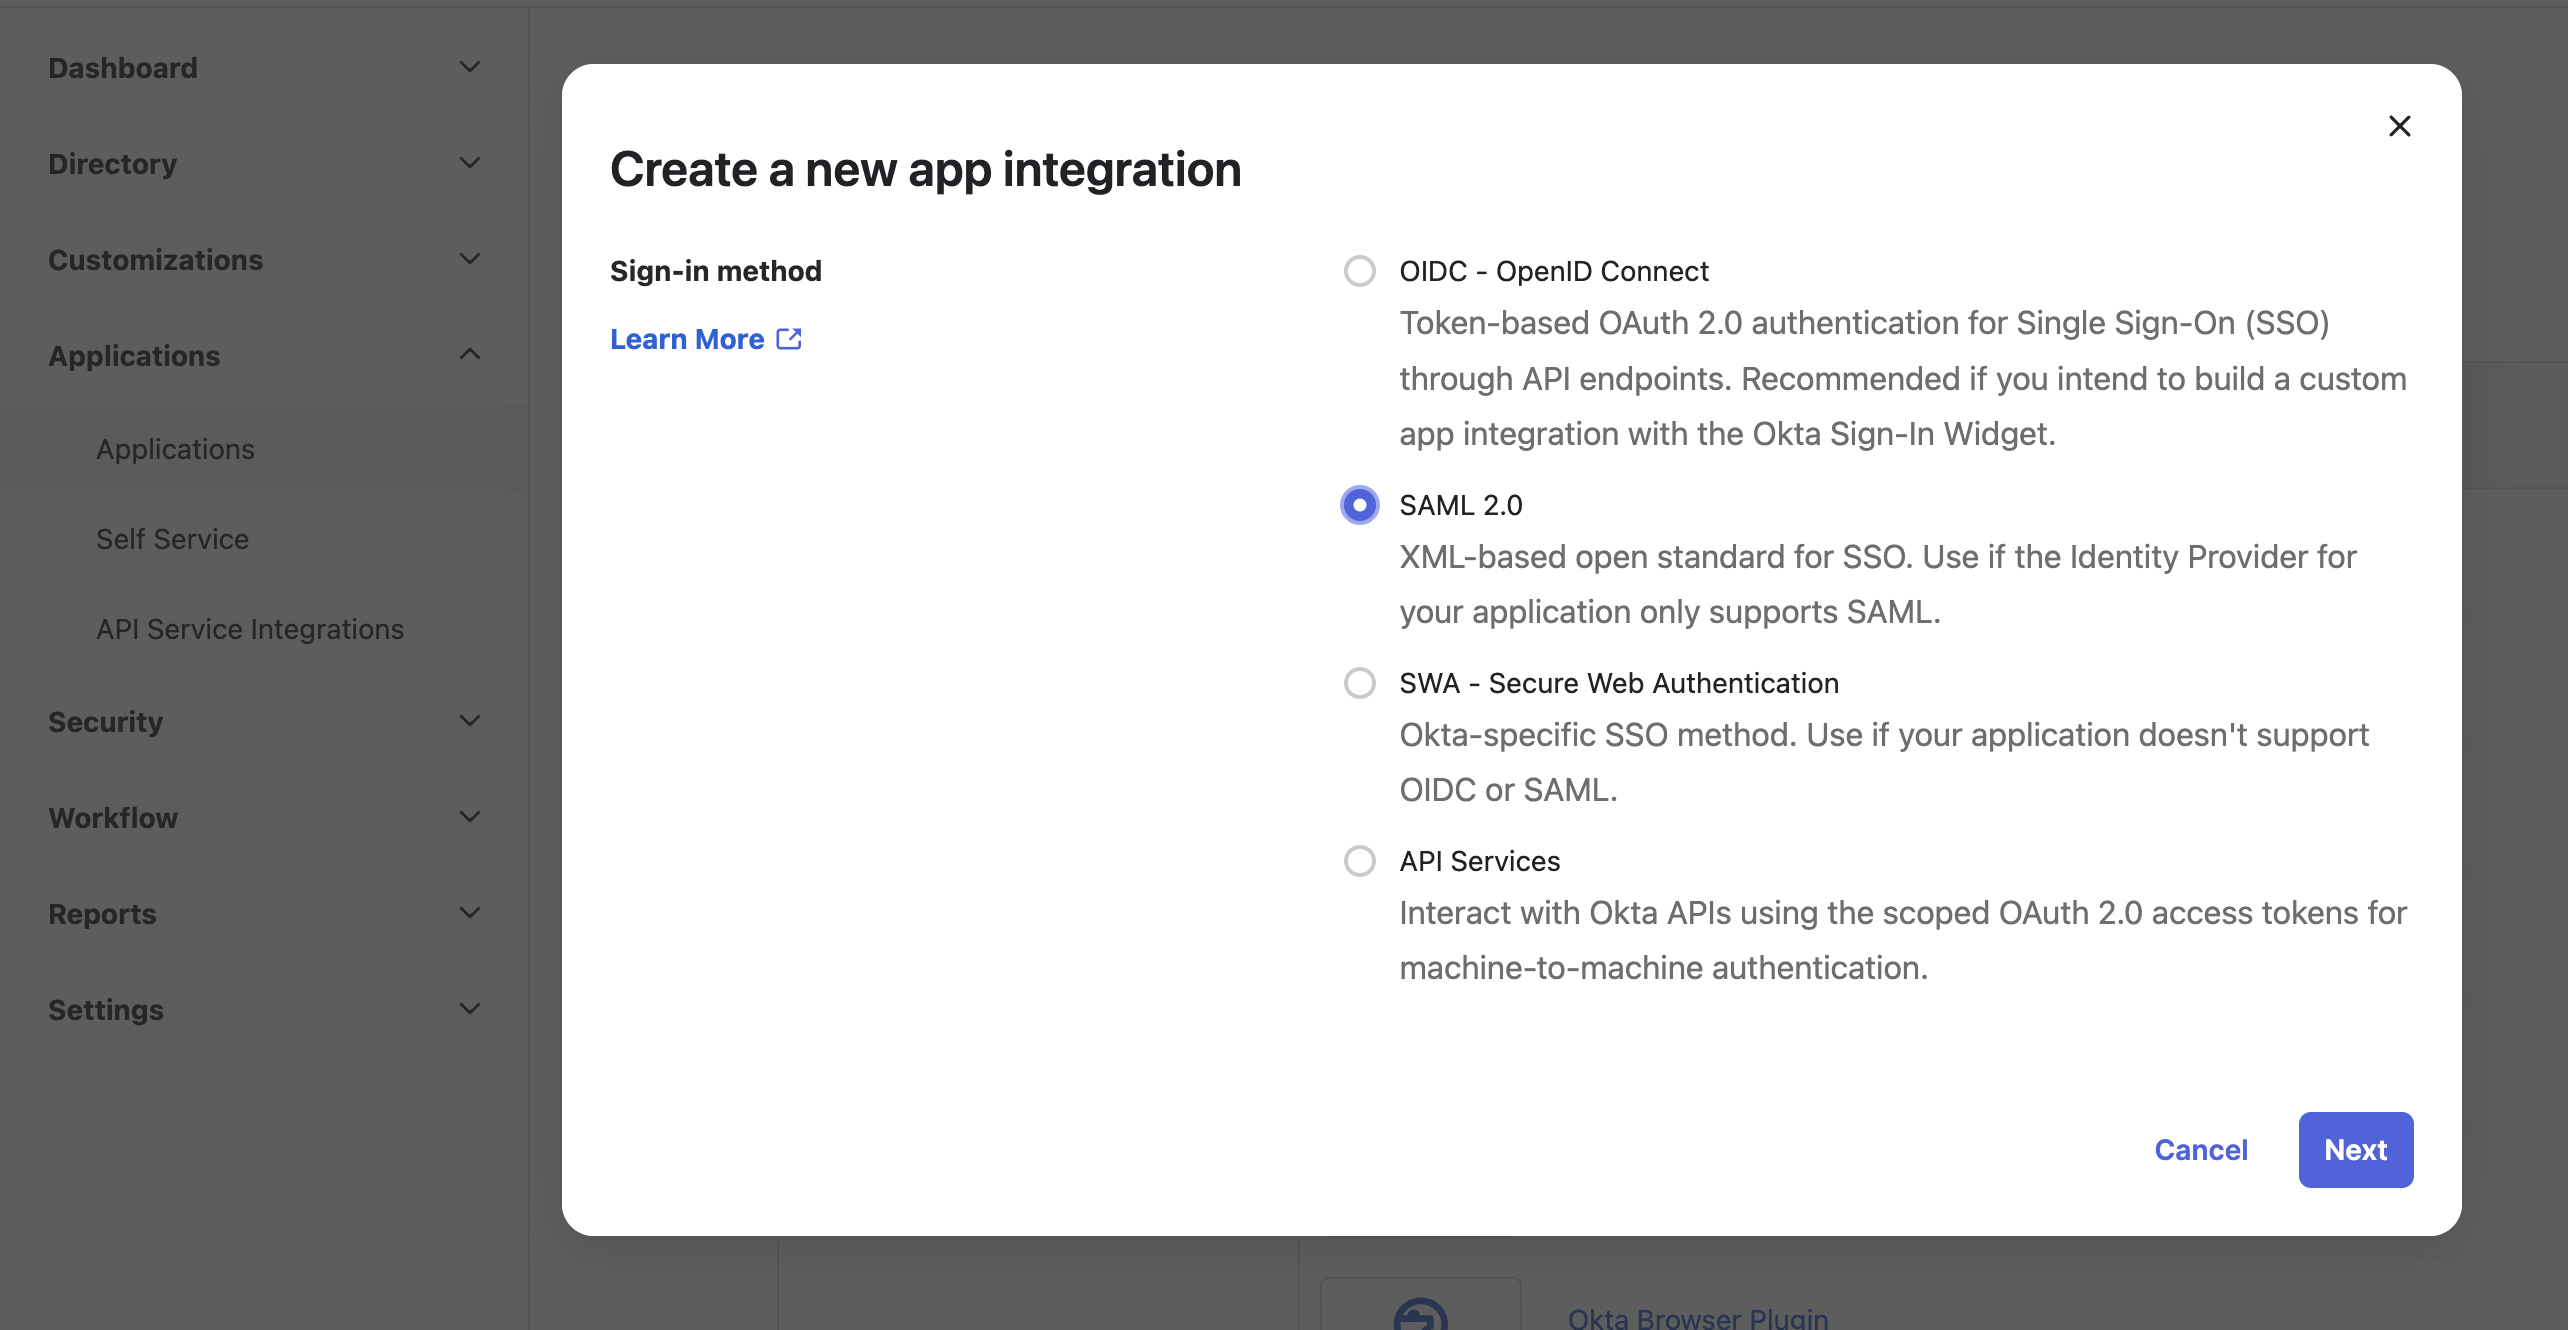 Dashboard
Directory
Customizations
Applications
Applications
Self Service
API Service Integrations
Security
Workflow
Reports
Settings
Create a new app integration
Sign-in method
Learn More
OIDC - OpenID Connect
Token-based OAuth 2.0 authentication for Single Sign-On (SSO)
through API endpoints. Recommended if you intend to build a custom
app integration with the Okta Sign-In Widget.
SAML 2.0
XML-based open standard for SSO. Use if the Identity Provider for
your application only supports SAML.
SWA - Secure Web Authentication
Okta-specific SSO method. Use if your application doesn't support
OIDC or SAML.
API Services
Interact with Okta APIs using the scoped OAuth 2.0 access tokens for
machine-to-machine authentication.
Cancel
Next
Okta Browser Plugin